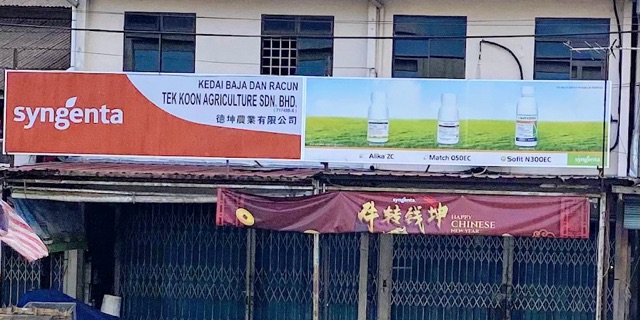 syngenta
KEDAI BAJA DAN RACUN
TEK KOON AGRICULTURE SDN. BHD.
德坤農業有限公司
Alika ZC
Match 050EC
Sofit N300EC
syngenta
syngenta
牛转钱坤
HAPPY
CHINESE
NEW YEAR